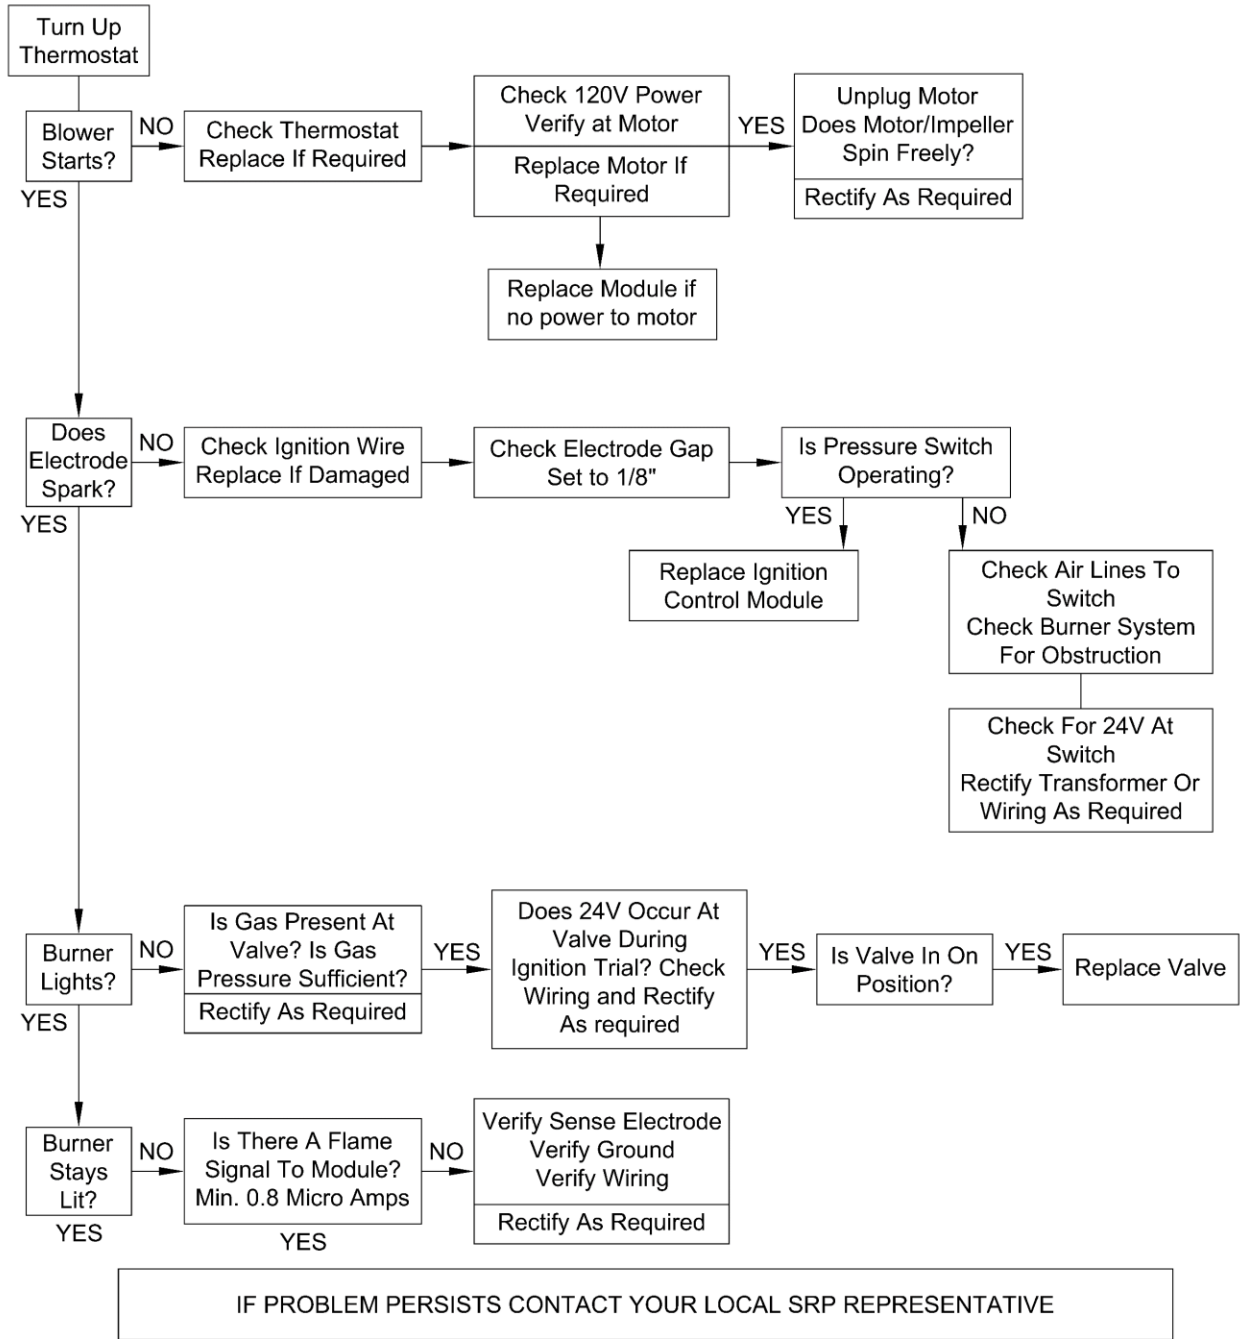 Turn Up
Thermostat
Blower
Starts?
NO
YES
Check Thermostat
Replace If Required
Check 120V Power
Verify at Motor
Replace Motor If
Required
YES
Unplug Motor
Does Motor/Impeller
Spin Freely?
Rectify As Required
Replace Module if
no power to motor
Does
Electrode
Spark?
NO
YES
Check Ignition Wire
Replace If Damaged
Check Electrode Gap
Set to 1/8"
Is Pressure Switch
Operating?
YES
NO
Replace Ignition
Control Module
Check Air Lines To
Switch
Check Burner System
For Obstruction
Check For 24V At
Switch
Rectify Transformer Or
Wiring As Required
Burner
Lights?
NO
YES
Is Gas Present At
Valve? Is Gas
Pressure Sufficient?
Rectify As Required
YES
Does 24V Occur At
Valve During
Ignition Trial? Check
Wiring and Rectify
As required
YES
Is Valve In On
Position?
YES
Replace Valve
Burner
Stays
Lit?
NO
YES
Is There A Flame
Signal To Module?
Min. 0.8 Micro Amps
NO
YES
Verify Sense Electrode
Verify Ground
Verify Wiring
Rectify As Required
IF PROBLEM PERSISTS CONTACT YOUR LOCAL SRP REPRESENTATIVE